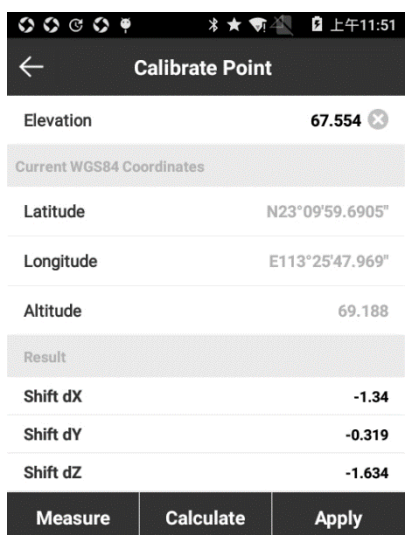 上午11:51
Calibrate Point
Elevation 67.554
Current WGS84 Coordinates
Latitude N23°09'59.6905"
Longitude E113°25'47.969"
Altitude 69.188
Result
Shift dX -1.34
Shift dY -0.319
Shift dZ -1.634
Measure Calculate Apply